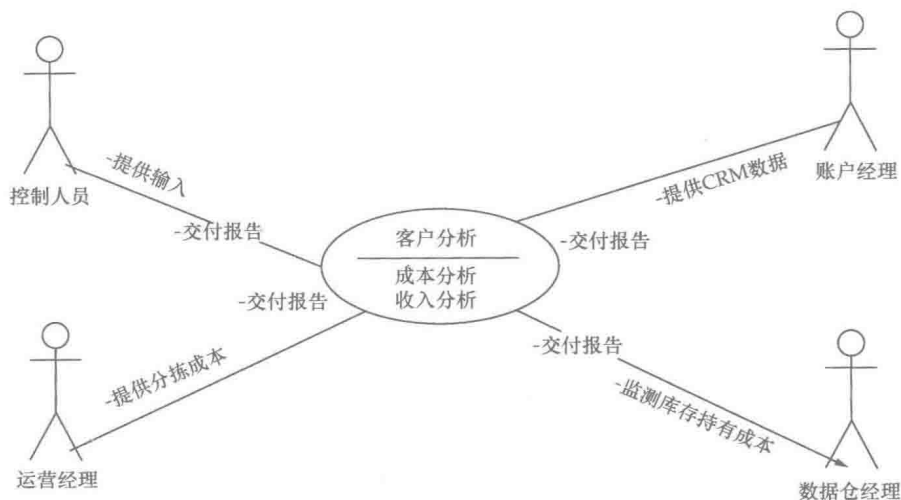 控制人员
-提供输入
-交付报告
账户经理
-提供CRM数据
-交付报告
客户分析
成本分析
收入分析
-交付报告
-提供分拣成本
运营经理
-交付报告
-监测库存持有成本
数据仓经理